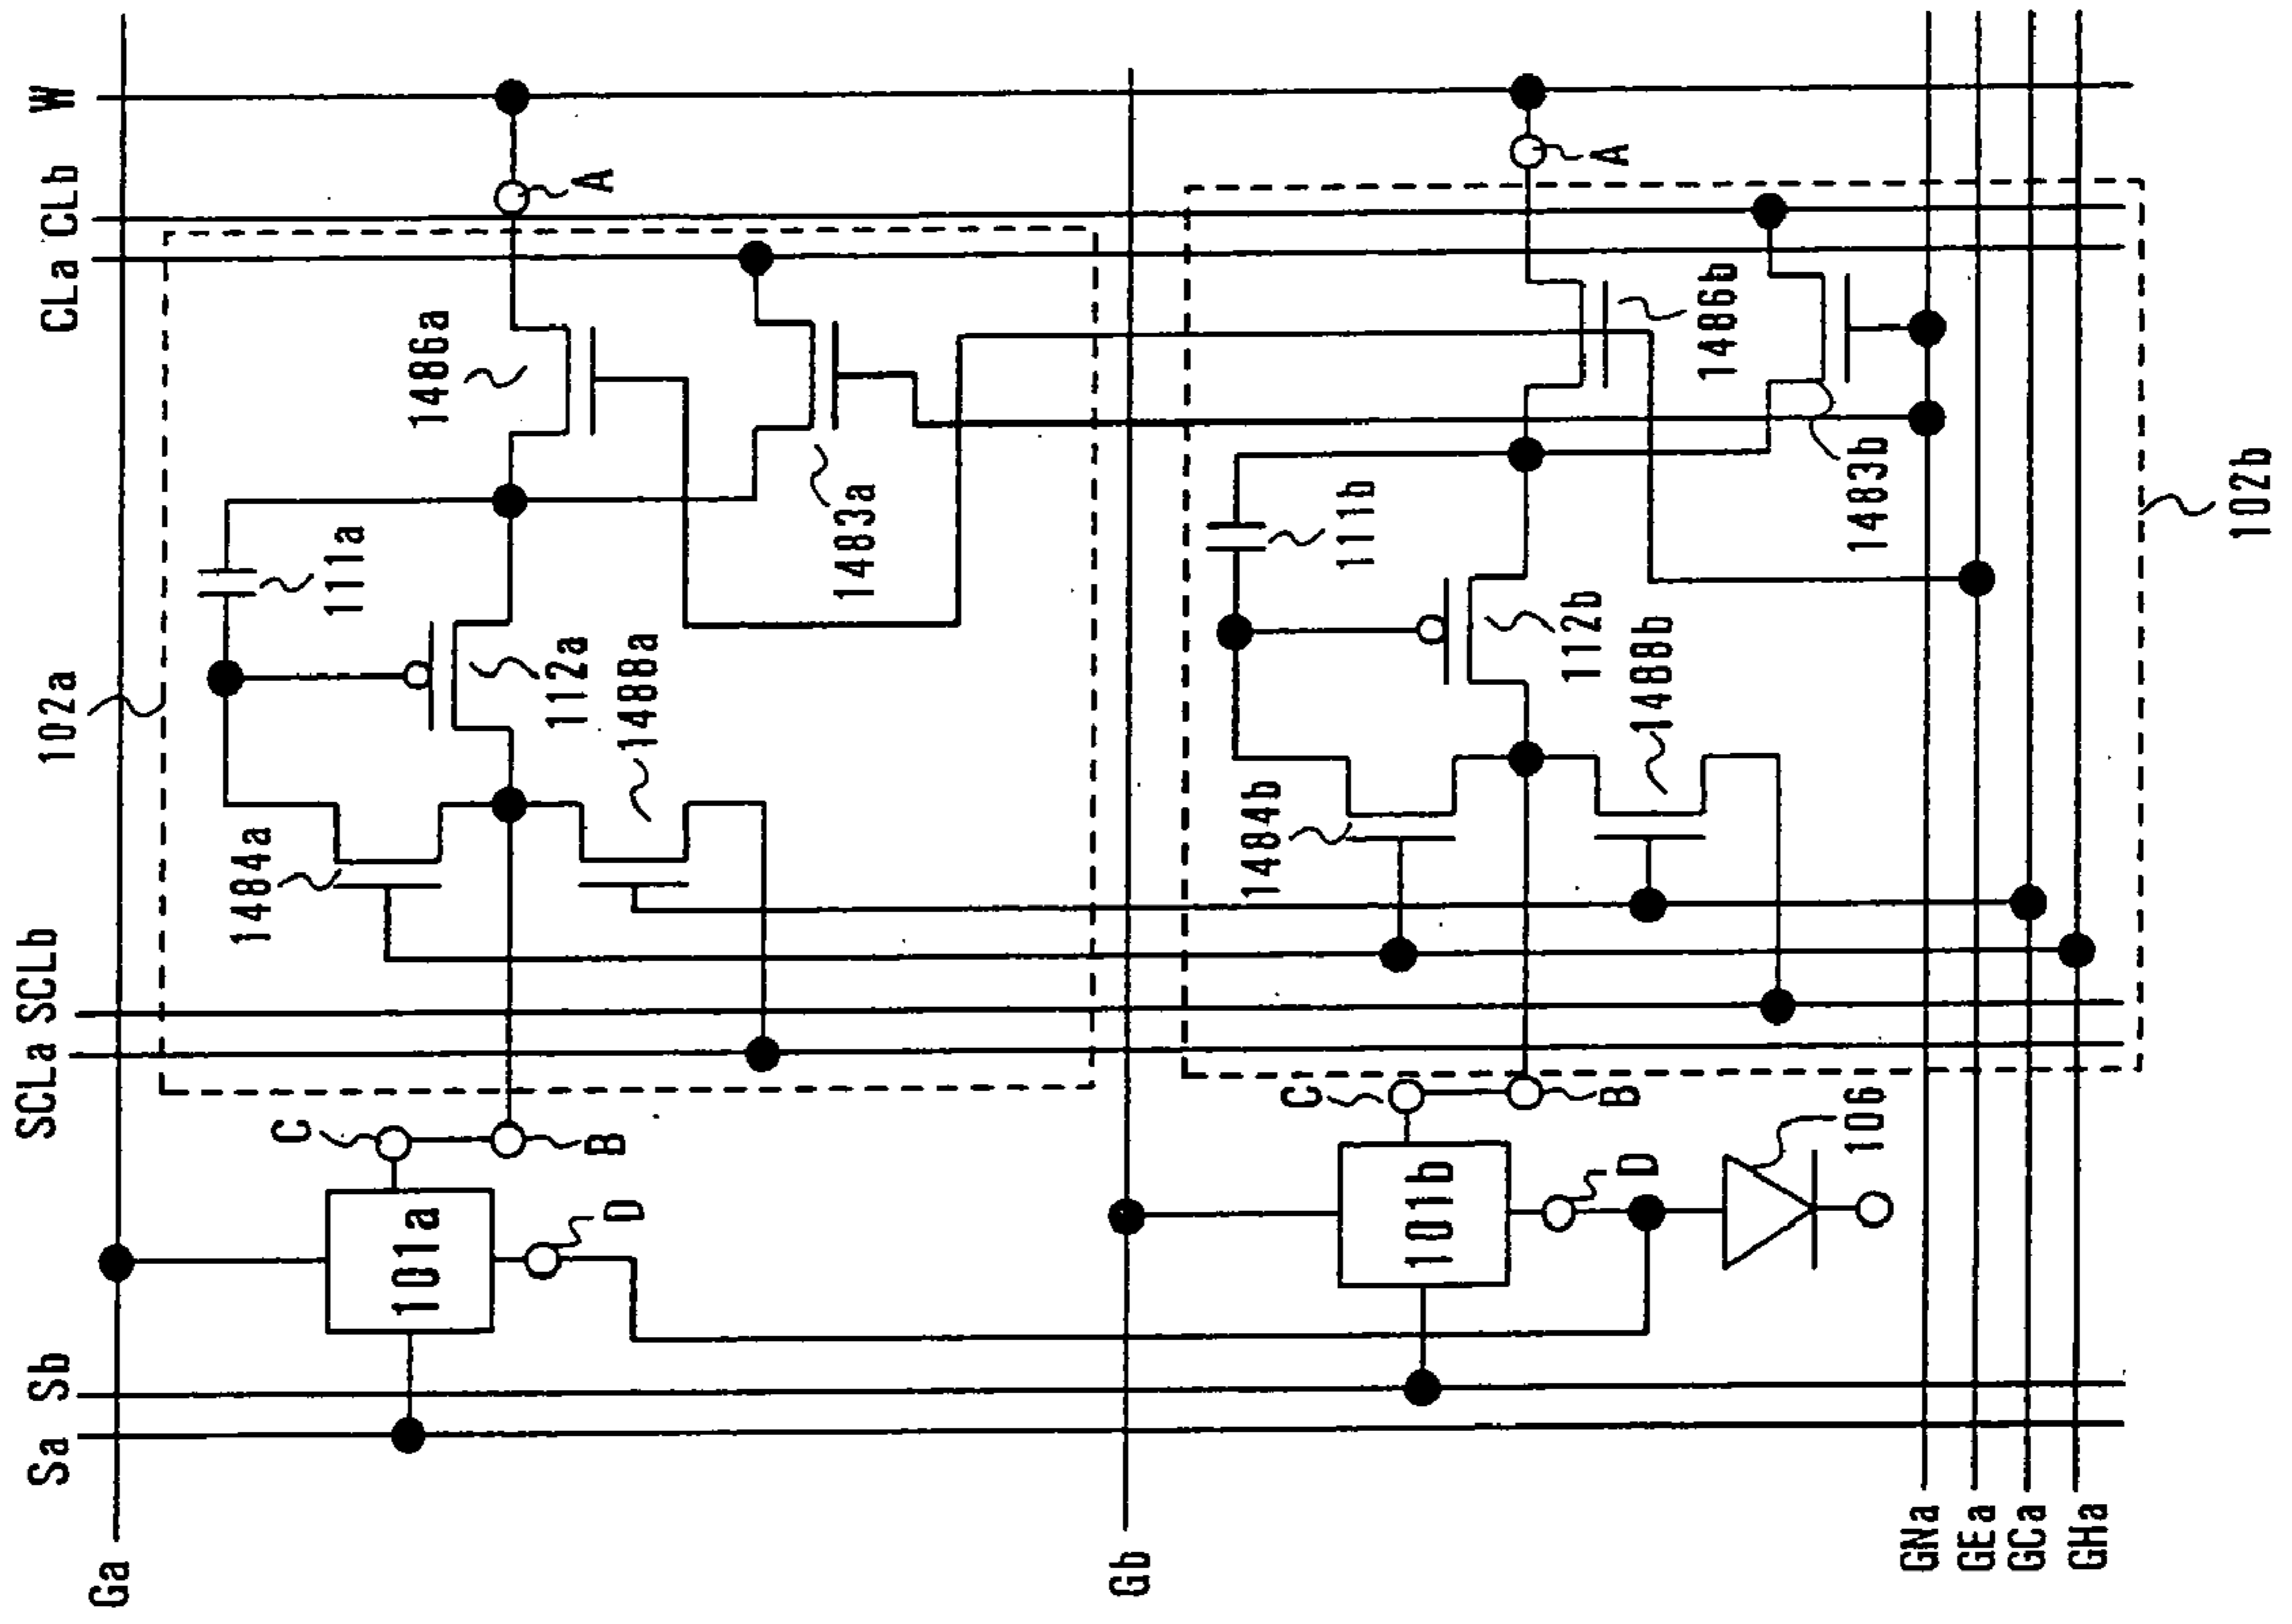 W
CLb
CLa
102a
SCLb
SCLa
Sb
Sa
Ga
A
1486a
111a
1483a
112a
1488a
1484a
C
B
101a
D
Gb
A
1486b
1483b
111b
112b
1488b
1484b
102b
C
B
101b
D
106
GNa
GEa
GCa
GHa